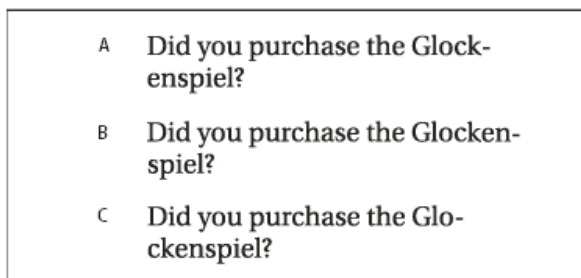 A Did you purchase the Glock-
enspiel?
B Did you purchase the Glocken-
spiel?
C Did you purchase the Glo-
ckenspiel?